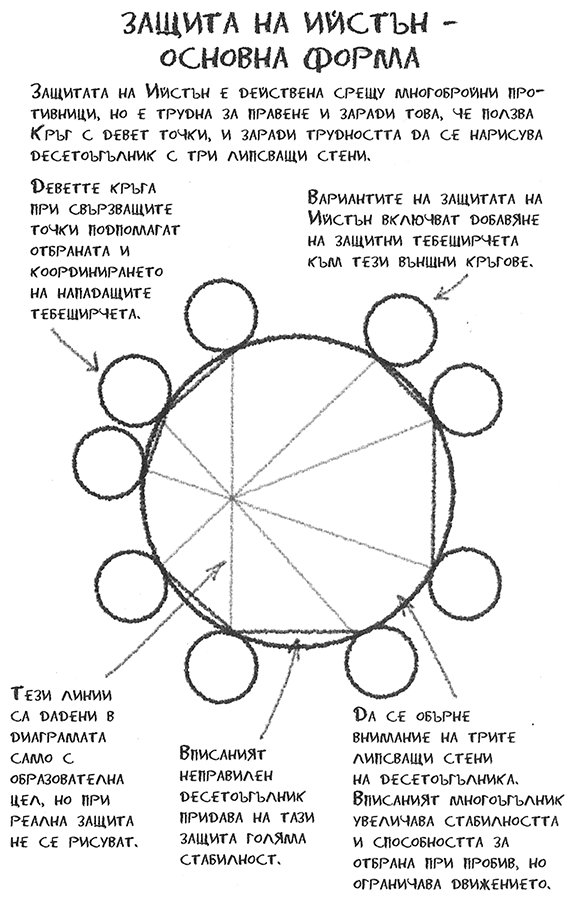 ЗАЩИТА НА ИЙСТЪН –
ОСНОВНА ФОРМА
ЗАЩИТАТА НА ИЙСТЪН Е ДЕЙСТВЕНА СРЕЩУ МНОГОБРОЙНИ ПРО-
ТИВНИЦИ, НО Е ТРУДНА ЗА ПРАВЕНЕ И ЗАРАДИ ТОВА, ЧЕ ПОЛЗВА
КРЪГ С ДЕВЕТ ТОЧКИ, И ЗАРАДИ ТРУДНОСТТА ДА СЕ НАРИСУВА
ДЕСЕТОЪГЪЛНИК С ТРИ ЛИПСВАЩИ СТЕНИ.
ДЕВЕТТЕ КРЪГА
ПРИ СВЪРЗВАЩИТЕ
ТОЧКИ ПОДПОМАГАТ
ОТБРАНАТА И
КООРДИНИРАНЕТО
НА НАПАДАЩИТЕ
ТЕБЕШИРЧЕТА.
ВАРИАНТИТЕ НА ЗАЩИТАТА НА
ИЙСТЪН ВКЛЮЧВАТ ДОБАВЯНЕ
НА ЗАЩИТНИ ТЕБЕШИРЧЕТА
КЪМ ТЕЗИ ВЪНШНИ КРЪГОВЕ.
ТЕЗИ ЛИНИИ
СА ДАДЕНИ В
ДИАГРАМАТА
САМО С
ОБРАЗОВАТЕЛНА
ЦЕЛ, НО ПРИ
РЕАЛНА ЗАЩИТА
НЕ СЕ РИСУВАТ.
ВПИСАНИЯТ
НЕПРАВИЛЕН
ДЕСЕТОЪГЪЛНИК
ПРИДАВА НА ТАЗИ
ЗАЩИТА ГОЛЯМА
СТАБИЛНОСТ.
ДА СЕ ОБЪРНЕ
ВНИМАНИЕ НА ТРИТЕ
ЛИПСВАЩИ СТЕНИ
НА ДЕСЕТОЪГЪЛНИКА.
ВПИСАНИЯТ МНОГОЪГЪЛНИК
УВЕЛИЧАВА СТАБИЛНОСТТА
И СПОСОБНОСТТА ЗА
ОТБРАНА ПРИ ПРОБИВ, НО
ОГРАНИЧАВА ДВИЖЕНИЕТО.